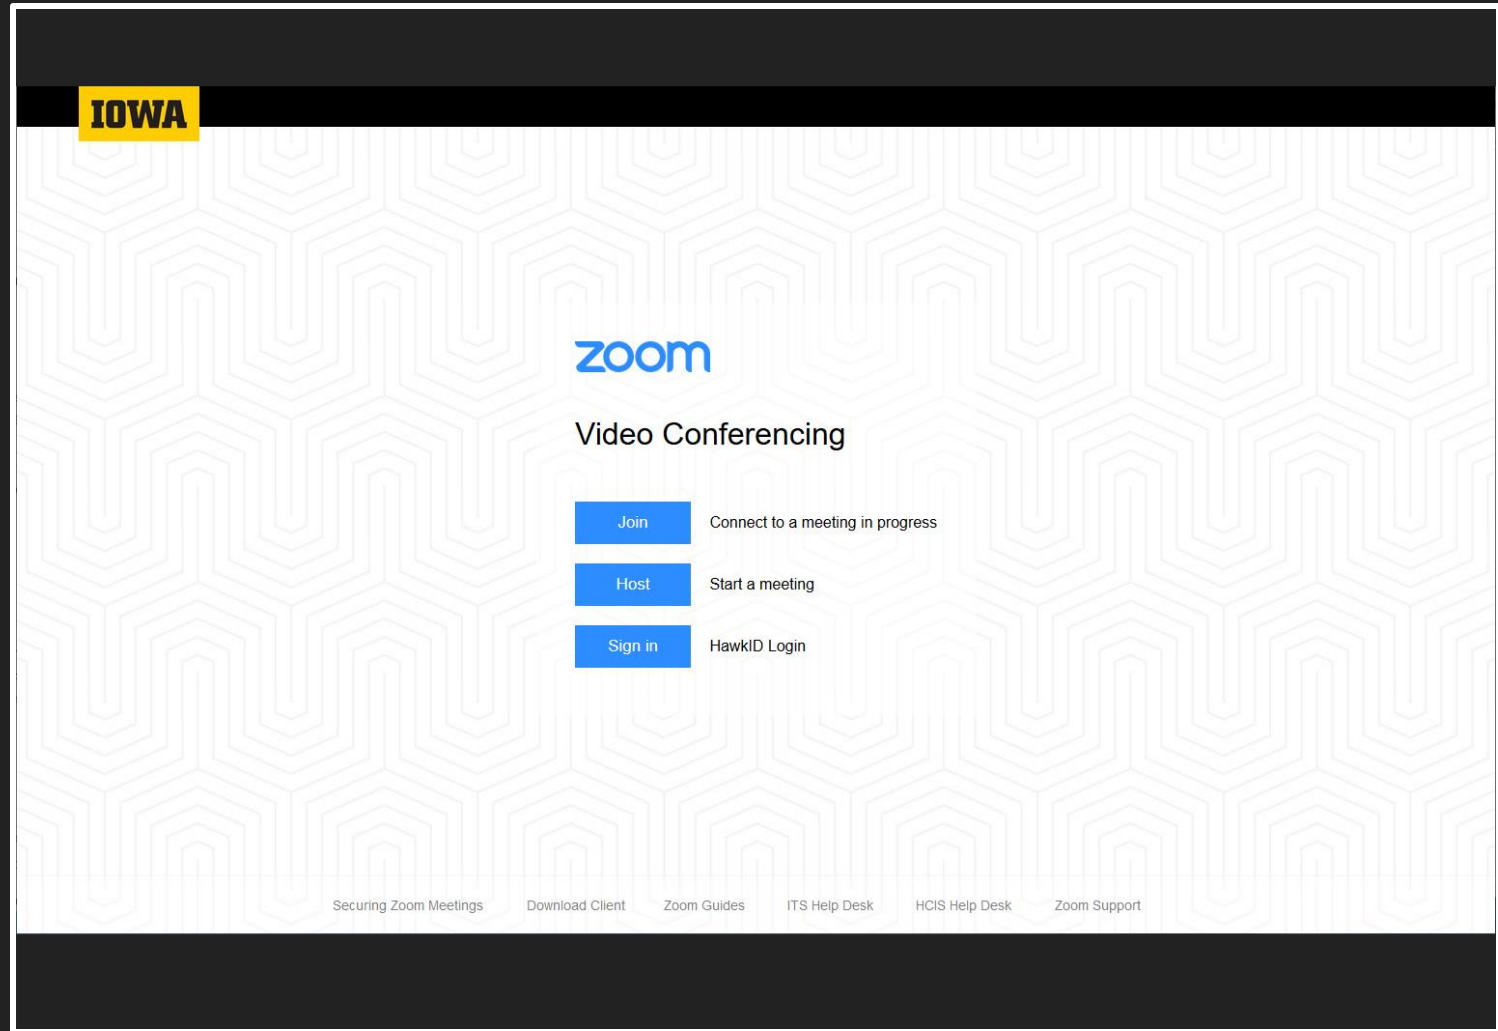 IOWA
zoom
Video Conferencing
Join Connect to a meeting in progress
Host Start a meeting
Sign in HawkID Login
Securing Zoom Meetings Download Client Zoom Guides ITS Help Desk HCIS Help Desk Zoom Support